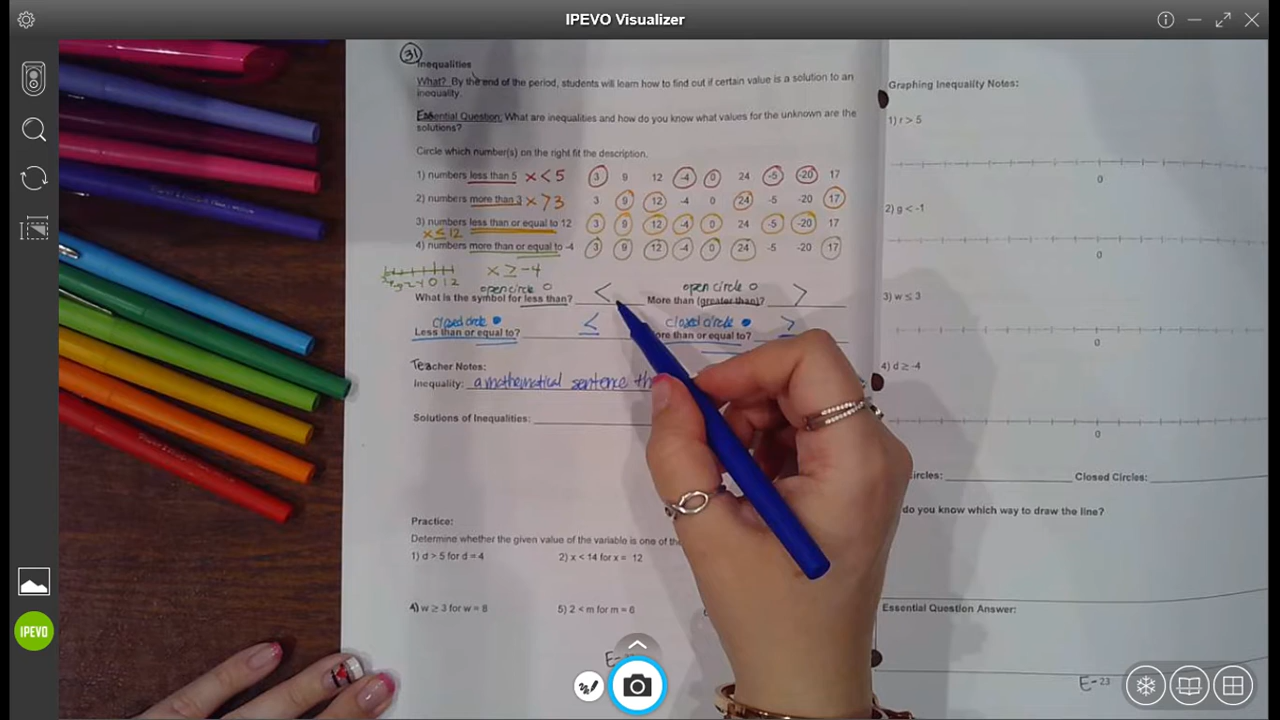 IPEVO Visualizer
31
Inequalities
What? By the end of the period, students will learn how to find out if certain value is a solution to an
inequality.
Essential Question: What are inequalities and how do you know what values for the unknown are the
solutions?
Circle which number(s) on the right fit the description.
1) numbers less than 5 x < 5 3 9 12 -4 0 24 -5 -20 17
2) numbers more than 3 x > 3 3 9 12 -4 0 24 -5 -20 17
3) numbers less than or equal to 12 3 9 12 -4 0 24 -5 -20 17
x ≤ 12
4) numbers more than or equal to -4 3 9 12 -4 0 24 -5 -20 17
x ≥ -4
open circle open circle
What is the symbol for less than? < More than (greater than)? >
closed circle closed circle
Less than or equal to? ≤ More than or equal to? ≥
Teacher Notes:
Inequality: a mathematical sentence
Solutions of Inequalities:
Practice:
Determine whether the given value of the variable is one of the
1) d > 5 for d = 4 2) x < 14 for x = 12
4) w ≥ 3 for w = 8 5) 2 < m for m = 6
Graphing Inequality Notes:
1) r > 5
0
2) g < -1
0
3) w ≤ 3
0
4) d ≥ -4
0
Circles: Closed Circles:
do you know which way to draw the line?
Essential Question Answer:
E-23
IPEVO